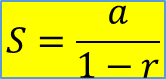 S = a / (1 − r)